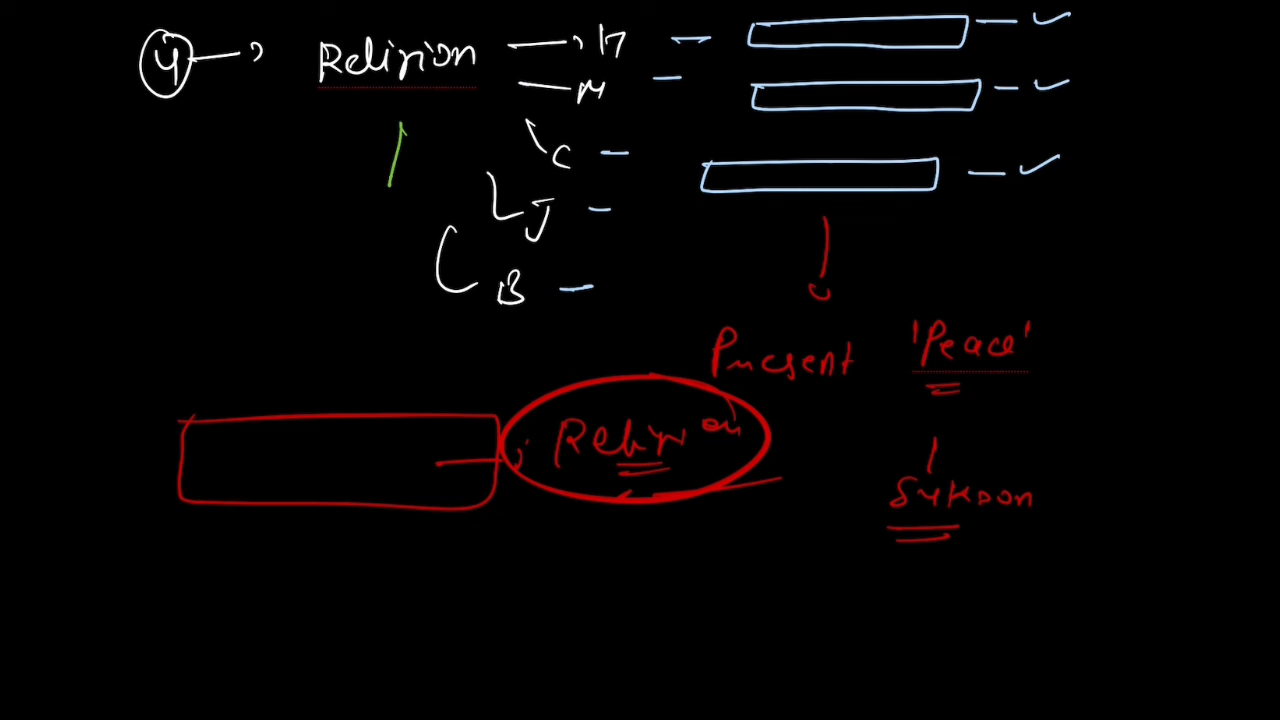 4 Religion H
M
C
J
B
Present 'Peace'
Religion
Sukoon